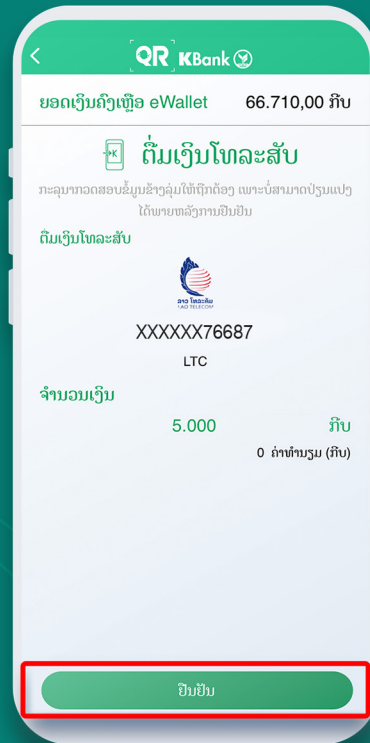 QR KBank
ຍອດເງິນຄົງເຫຼືອ eWallet 66.710,00 ກີບ
ຕື່ມເງິນໂທລະສັບ
ກະລຸນາກວດສອບຂໍ້ມູນຂ້າງລຸ່ມໃຫ້ຖືກຕ້ອງ ເພາະບໍ່ສາມາດປ່ຽນແປງ
ໄດ້ພາຍຫລັງການຢືນຢັນ
ຕື່ມເງິນໂທລະສັບ
ລາວ ໂທລະຄົມ
LAO TELECOM
XXXXXX76687
LTC
ຈຳນວນເງິນ
5.000 ກີບ
0 ຄ່າທຳນຽມ (ກີບ)
ຢືນຢັນ